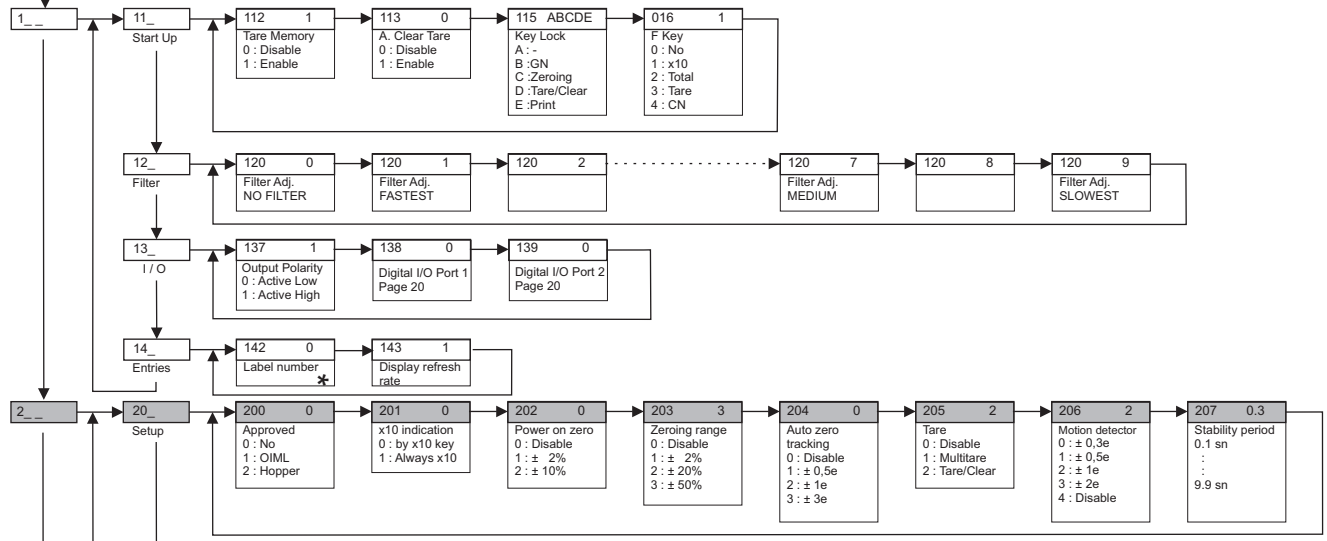 1_ _
11_
Start Up
112 1
Tare Memory
0 : Disable
1 : Enable
113 0
A. Clear Tare
0 : Disable
1 : Enable
115 ABCDE
Key Lock
A : -
B :GN
C :Zeroing
D :Tare/Clear
E :Print
016 1
F Key
0 : No
1 : x10
2 : Total
3 : Tare
4 : CN
12_
Filter
120 0
Filter Adj.
NO FILTER
120 1
Filter Adj.
FASTEST
120 2
120 7
Filter Adj.
MEDIUM
120 8
120 9
Filter Adj.
SLOWEST
13_
I / O
137 1
Output Polarity
0 : Active Low
1 : Active High
138 0
Digital I/O Port 1
Page 20
139 0
Digital I/O Port 2
Page 20
14_
Entries
142 0
Label number
*
143 1
Display refresh
rate
2_ _
20_
Setup
200 0
Approved
0 : No
1 : OIML
2 : Hopper
201 0
x10 indication
0 : by x10 key
1 : Always x10
202 0
Power on zero
0 : Disable
1 : ± 2%
2 : ± 10%
203 3
Zeroing range
0 : Disable
1 : ± 2%
2 : ± 20%
3 : ± 50%
204 0
Auto zero
tracking
0 : Disable
1 : ± 0,5e
2 : ± 1e
3 : ± 3e
205 2
Tare
0 : Disable
1 : Multitare
2 : Tare/Clear
206 2
Motion detector
0 : ± 0,3e
1 : ± 0,5e
2 : ± 1e
3 : ± 2e
4 : Disable
207 0.3
Stability period
0.1 sn
:
:
9.9 sn